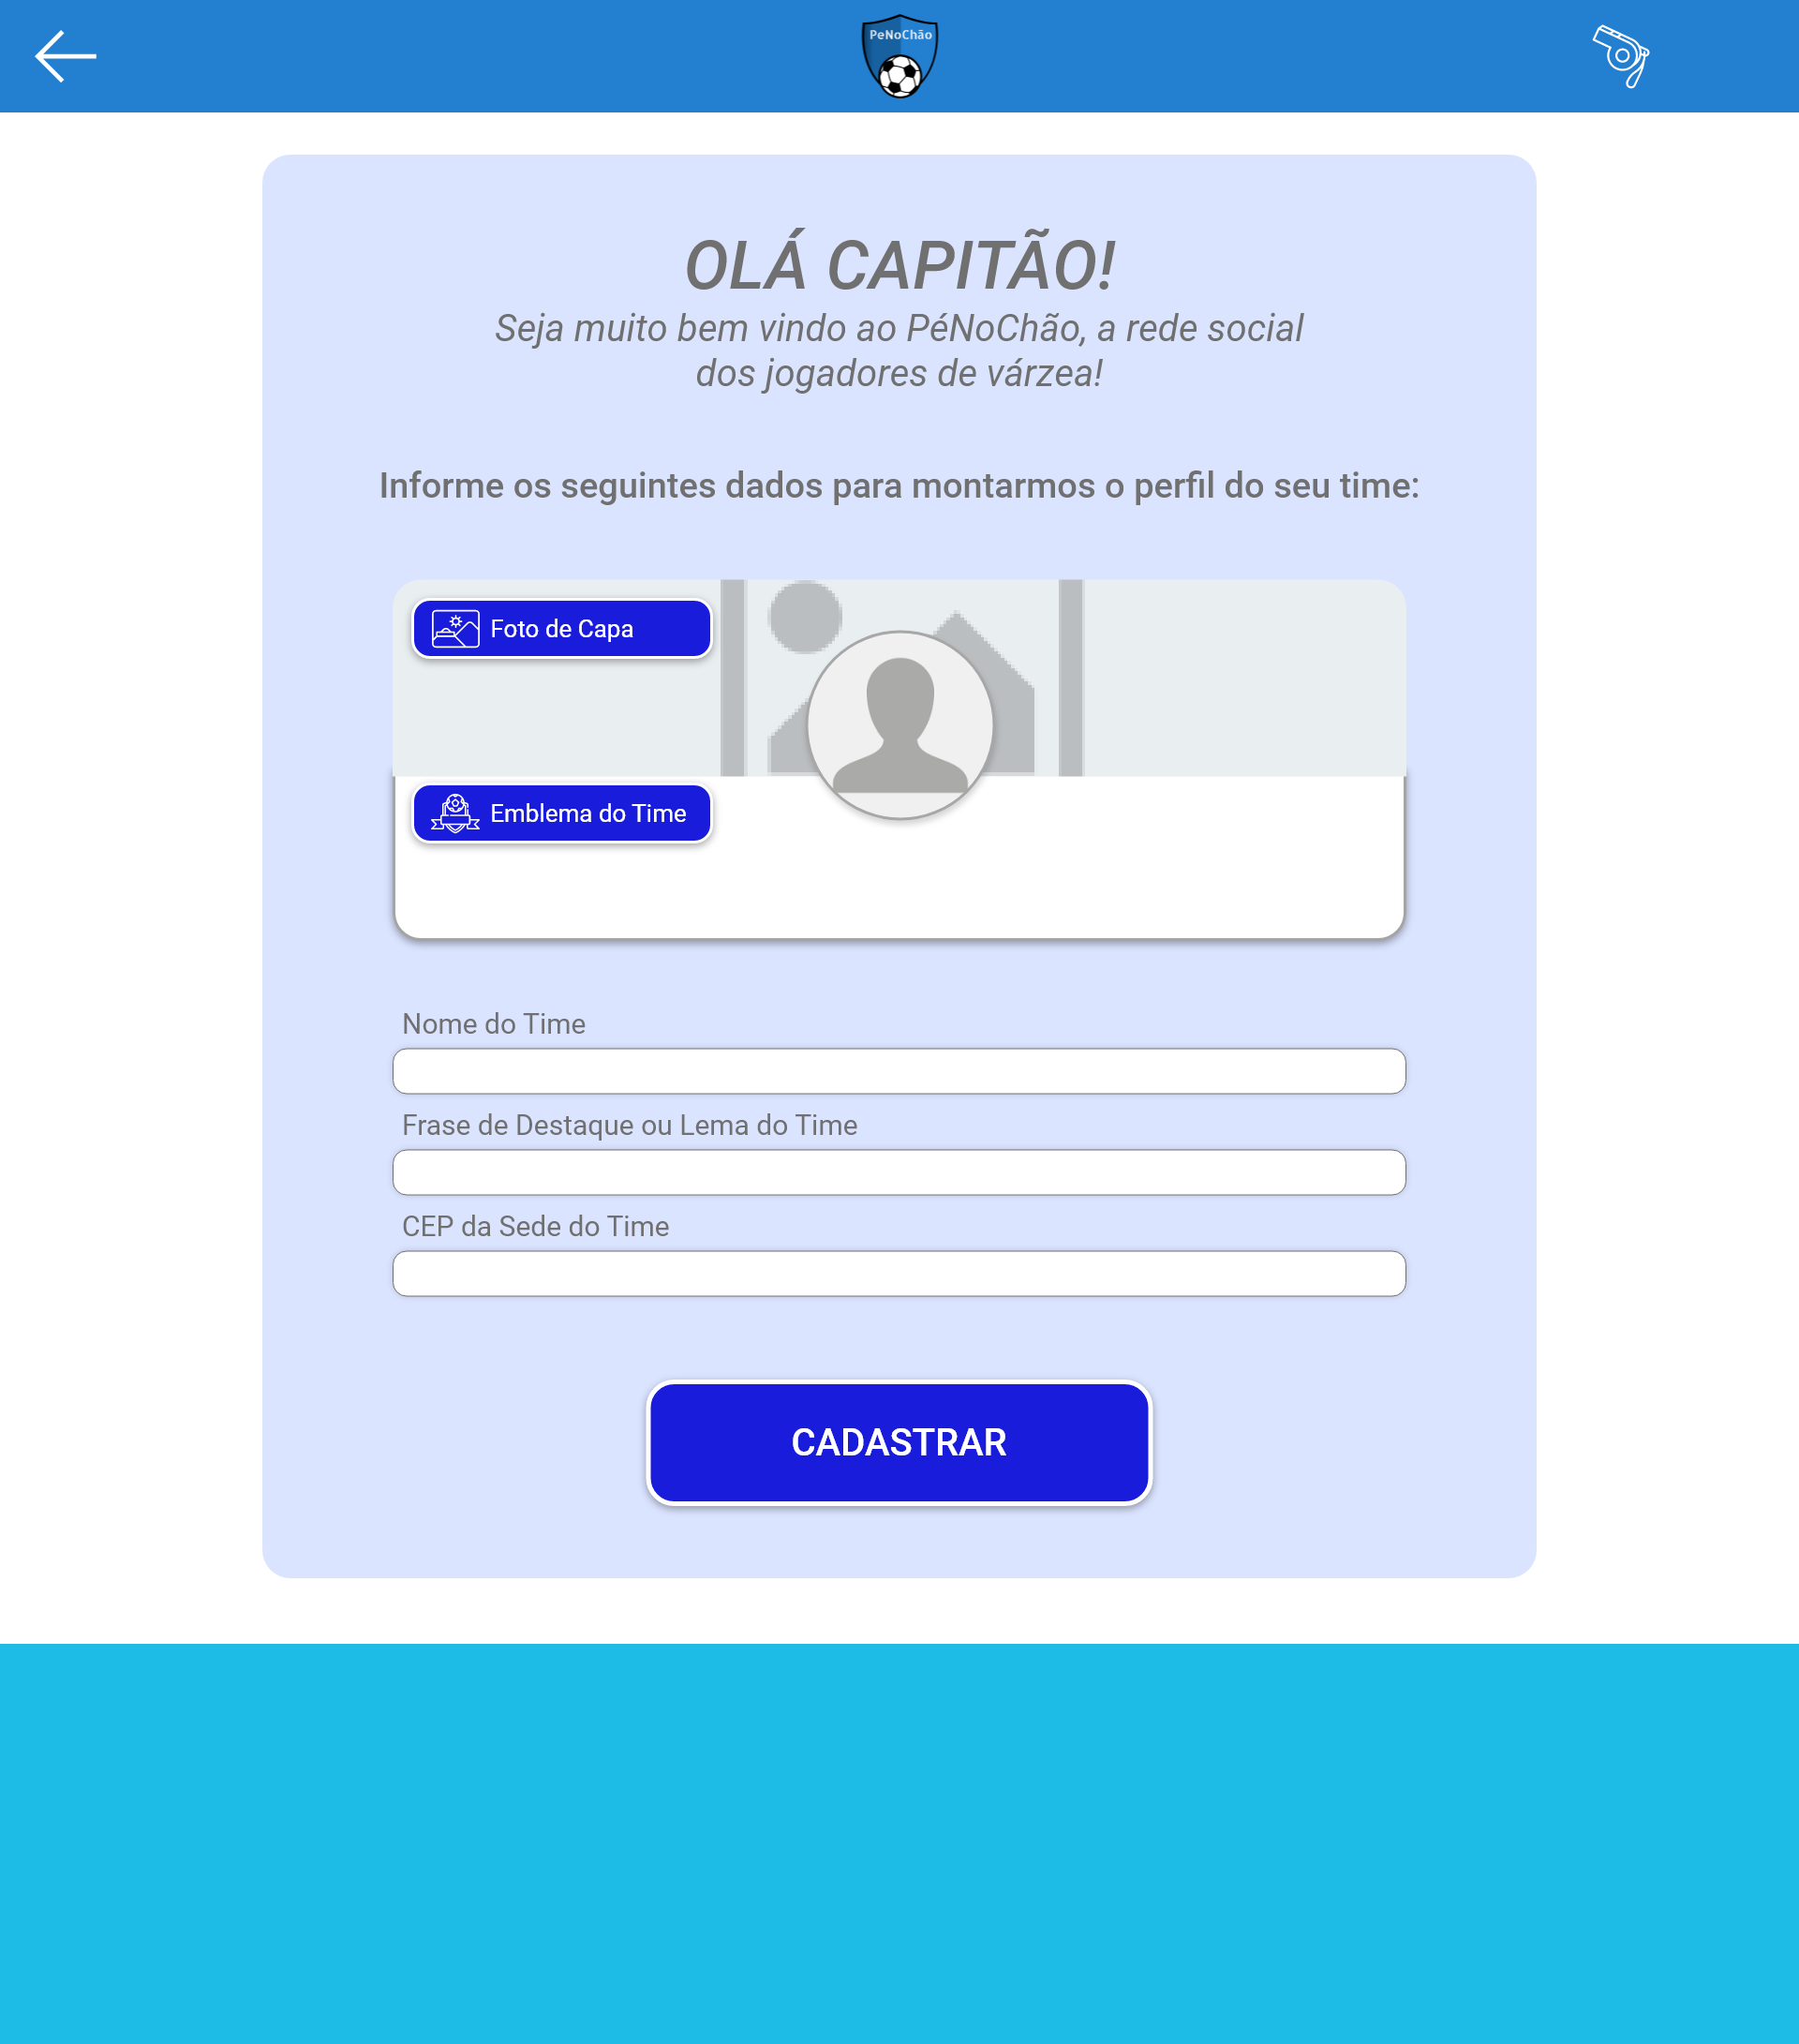 PeNoChão
OLÁ CAPITÃO!
Seja muito bem vindo ao PéNoChão, a rede social
dos jogadores de várzea!
Informe os seguintes dados para montarmos o perfil do seu time:
Foto de Capa
Emblema do Time
Nome do Time
Frase de Destaque ou Lema do Time
CEP da Sede do Time
CADASTRAR